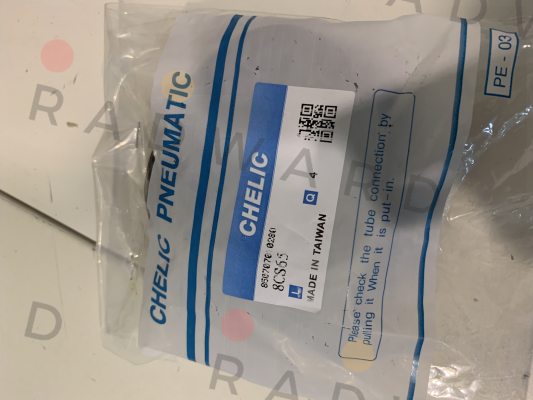 CHELIC PNEUMATIC
CHELIC
8CS65
L
MADE IN TAIWAN Q 4
Please check the tube connection by
pulling it When it is put-in.
PE-03